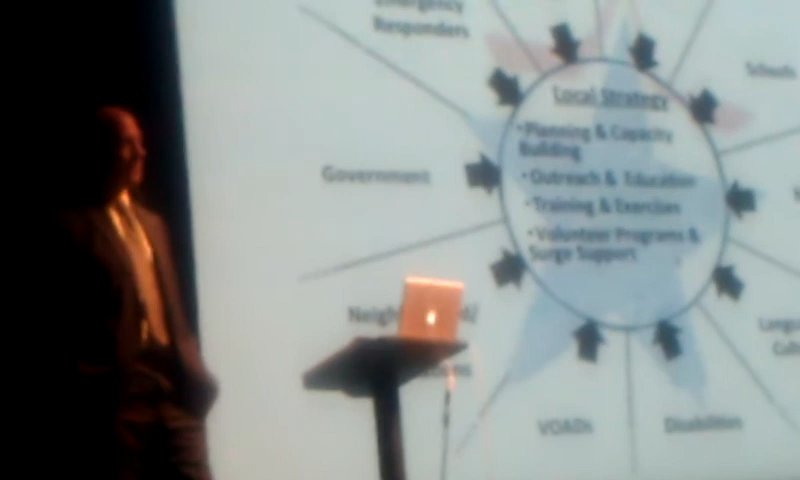 Emergency
Responders
Schools
Local Strategy
•Planning & Capacity
Building
Government
•Outreach & Education
•Training & Exercises
•Volunteer Programs &
Surge Support
VOADs
Disabilities